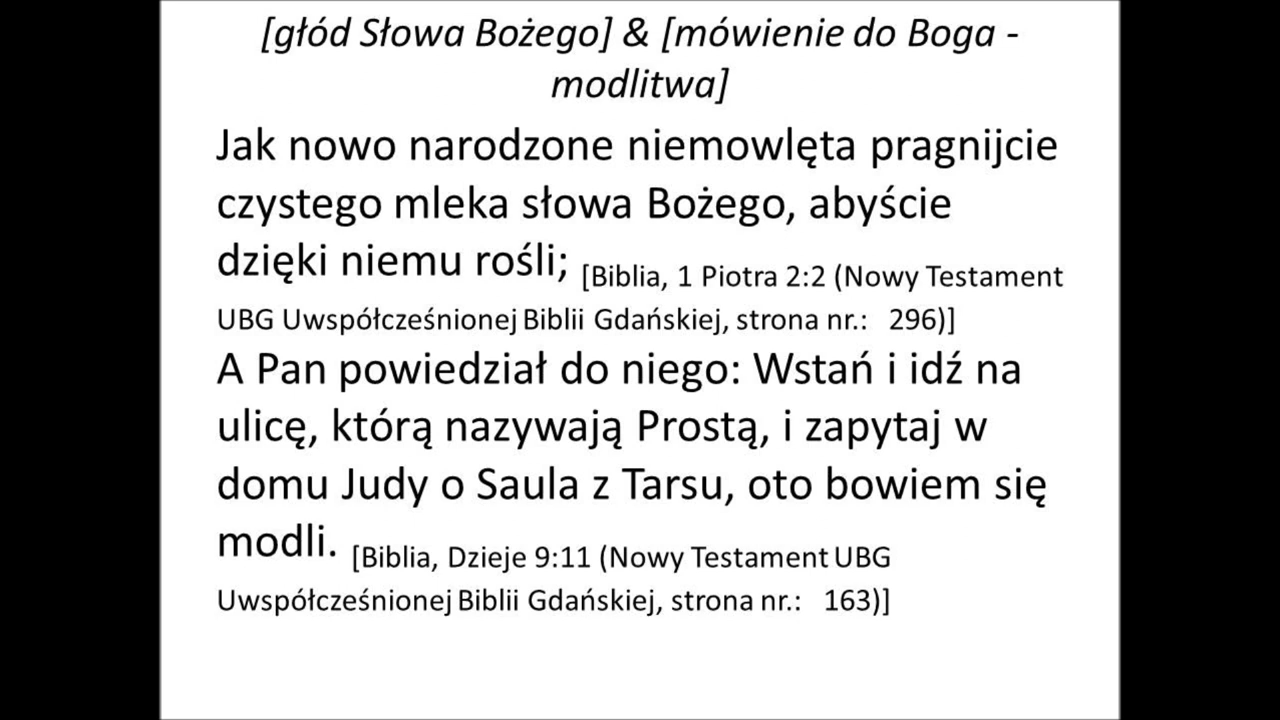 [głód Słowa Bożego] & [mówienie do Boga -
modlitwa]
Jak nowo narodzone niemowlęta pragnijcie
czystego mleka słowa Bożego, abyście
dzięki niemu rośli; [Biblia, 1 Piotra 2:2 (Nowy Testament
UBG Uwspółcześnionej Biblii Gdańskiej, strona nr.: 296)]
A Pan powiedział do niego: Wstań i idź na
ulicę, którą nazywają Prostą, i zapytaj w
domu Judy o Saula z Tarsu, oto bowiem się
modli. [Biblia, Dzieje 9:11 (Nowy Testament UBG
Uwspółcześnionej Biblii Gdańskiej, strona nr.: 163)]